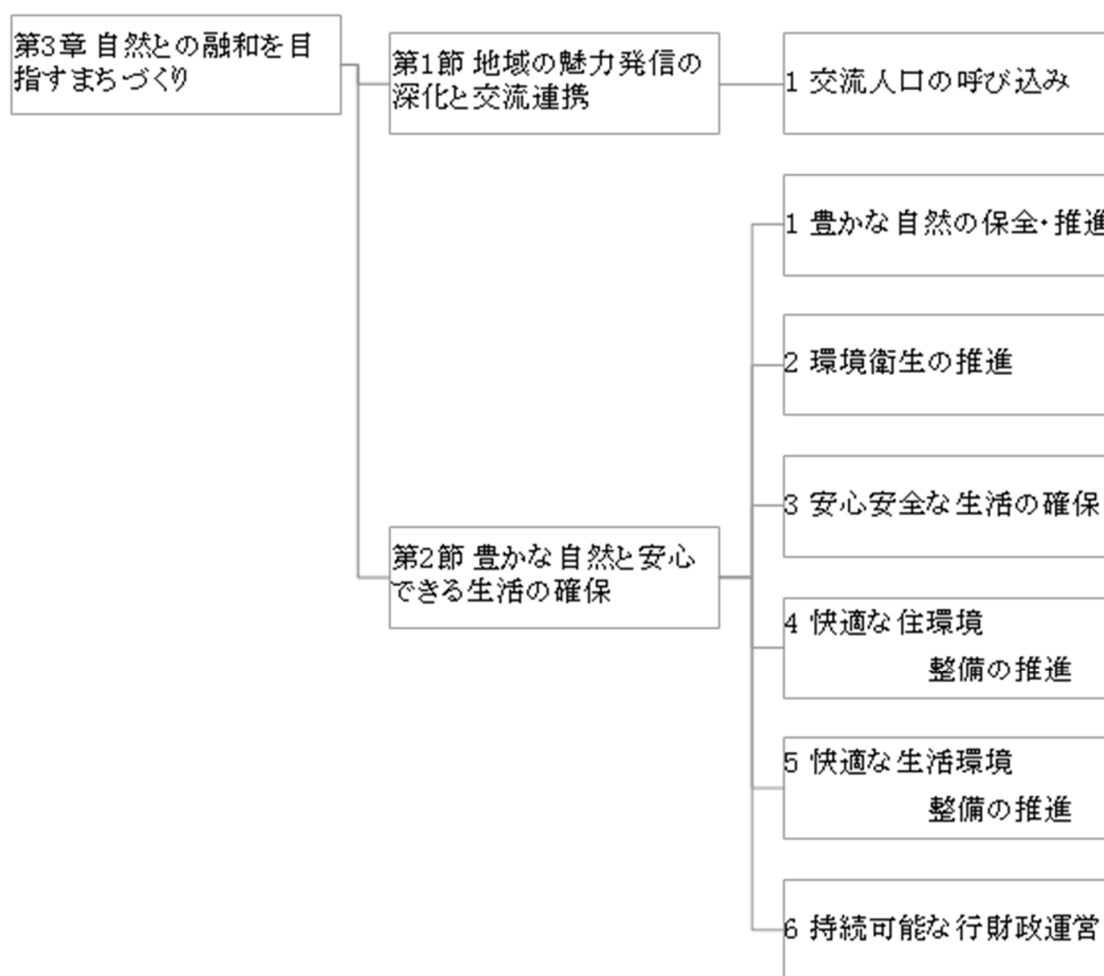 第3章 自然との融和を目
指すまちづくり
第1節 地域の魅力発信の
深化と交流連携
1 交流人口の呼び込み
第2節 豊かな自然と安心
できる生活の確保
1 豊かな自然の保全・推進
2 環境衛生の推進
3 安心安全な生活の確保
4 快適な住環境
整備の推進
5 快適な生活環境
整備の推進
6 持続可能な行財政運営